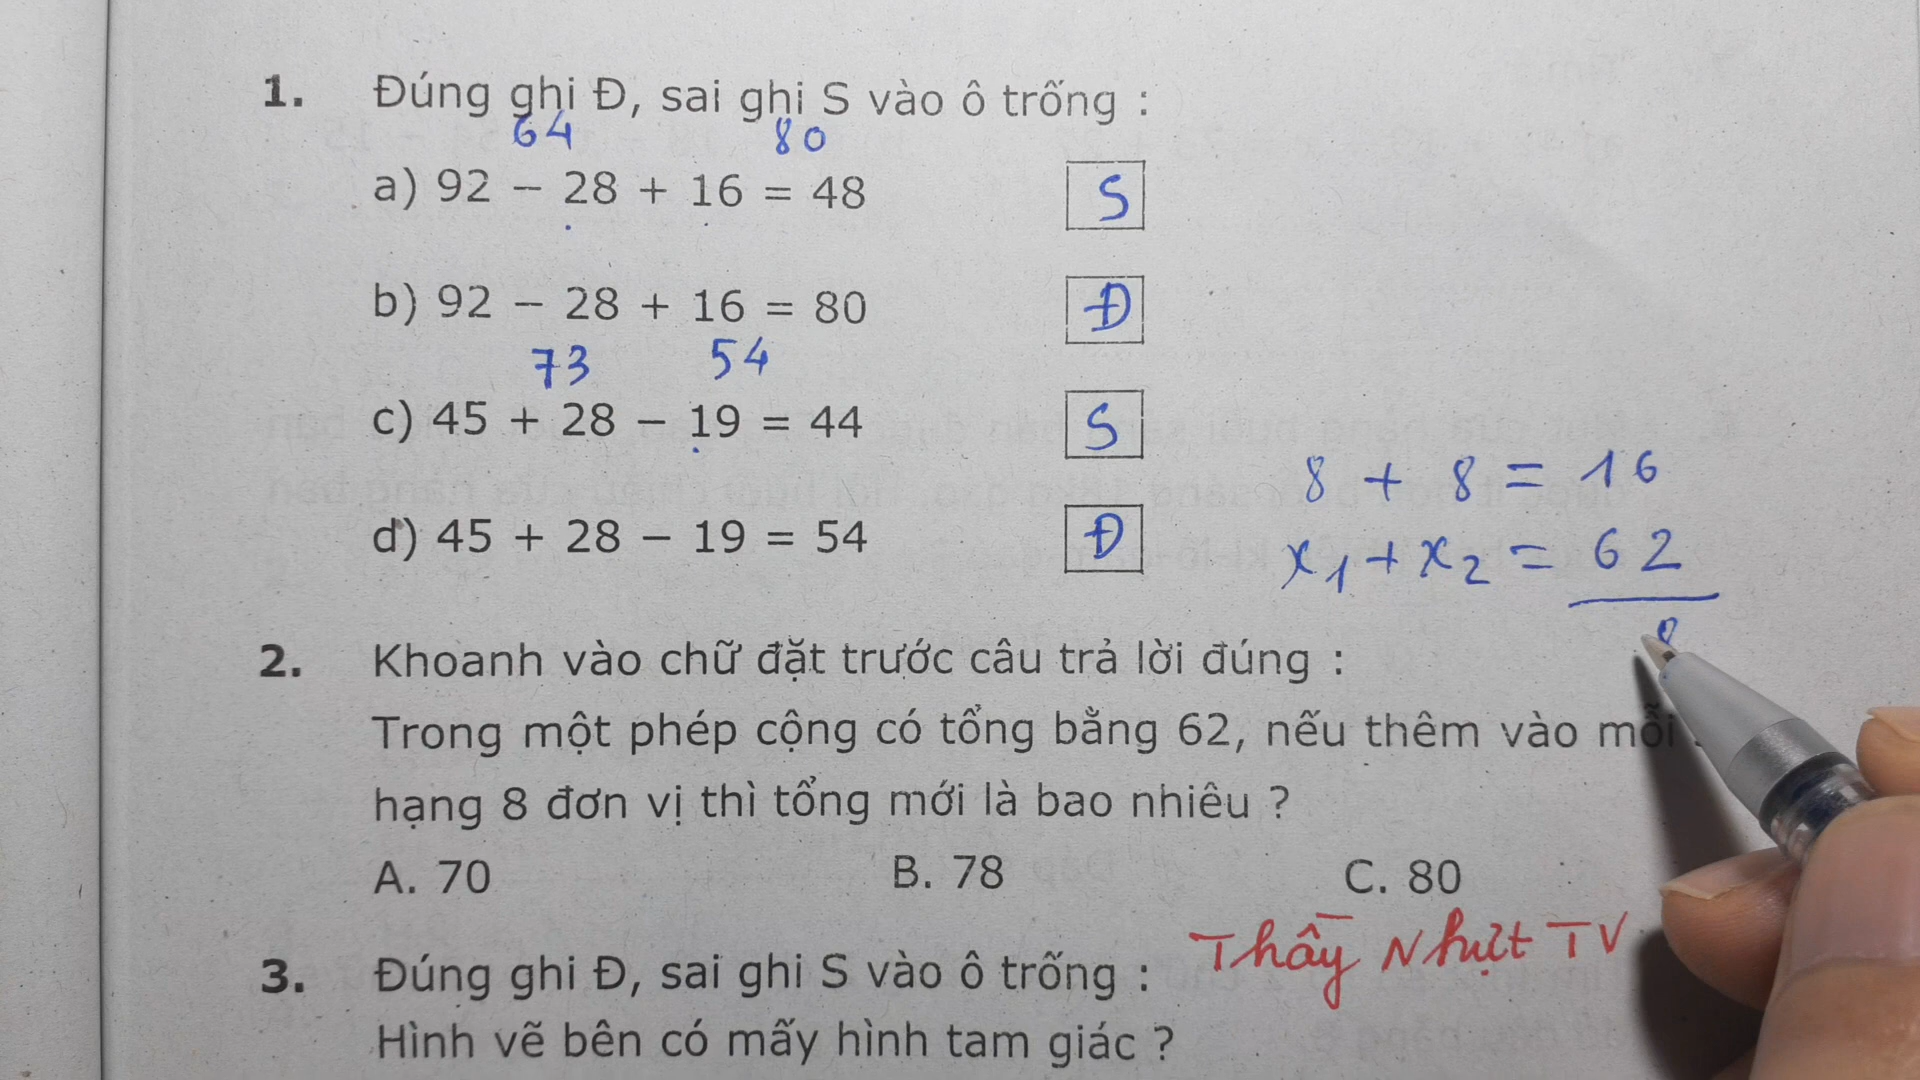 1. Đúng ghi Đ, sai ghi S vào ô trống :
64 80
a) 92 − 28 + 16 = 48 S
b) 92 − 28 + 16 = 80 Đ
73 54
c) 45 + 28 − 19 = 44 S
d) 45 + 28 − 19 = 54 Đ
8 + 8 = 16
x₁ + x₂ = 62
8
2. Khoanh vào chữ đặt trước câu trả lời đúng :
Trong một phép cộng có tổng bằng 62, nếu thêm vào mỗi
hạng 8 đơn vị thì tổng mới là bao nhiêu ?
A. 70 B. 78 C. 80
Thầy Nhựt TV
3. Đúng ghi Đ, sai ghi S vào ô trống :
Hình vẽ bên có mấy hình tam giác ?